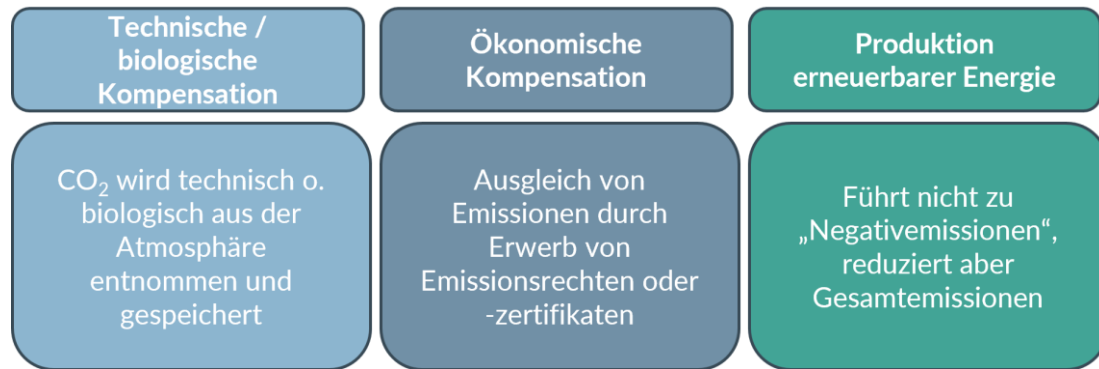 Technische /
biologische
Kompensation
CO₂ wird technisch o.
biologisch aus der
Atmosphäre
entnommen und
gespeichert
Ökonomische
Kompensation
Ausgleich von
Emissionen durch
Erwerb von
Emissionsrechten oder
-zertifikaten
Produktion
erneuerbarer Energie
Führt nicht zu
„Negativemissionen“,
reduziert aber
Gesamtemissionen